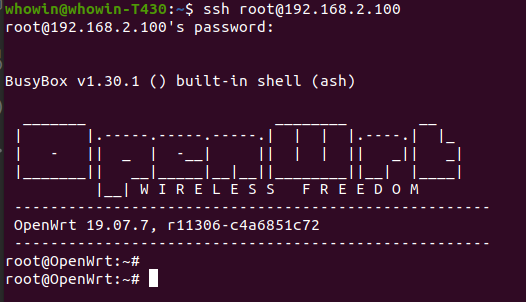 whowin@whowin-T430:~$ ssh root@192.168.2.100
root@192.168.2.100's password:
BusyBox v1.30.1 () built-in shell (ash)
  _______                     ________        __
 |       |.-----.-----.-----.|  |  |  |.----.|  |_
 |   -   ||  _  |  -__|     ||  |  |  ||   _||   _|
 |_______||   __|_____|__|__||________||__|  |____|
          |__| W I R E L E S S   F R E E D O M
 -----------------------------------------------------
 OpenWrt 19.07.7, r11306-c4a6851c72
 -----------------------------------------------------
root@OpenWrt:~#
root@OpenWrt:~#